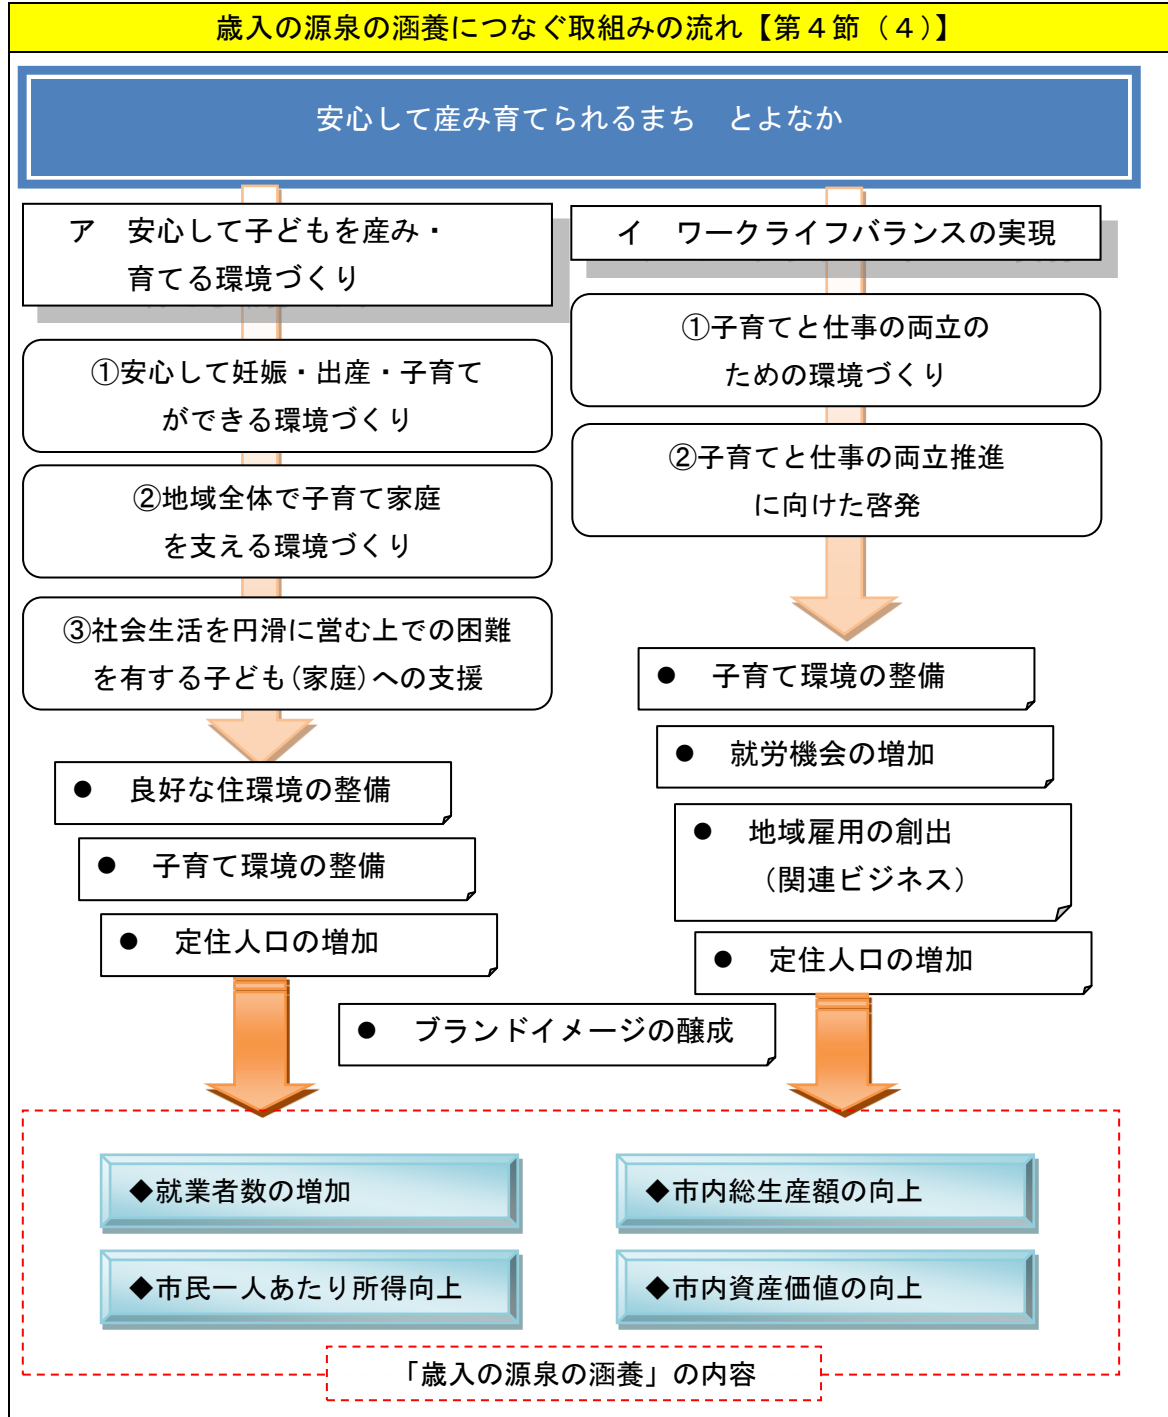 歳入の源泉の涵養につなぐ取組みの流れ【第４節（４）】
安心して産み育てられるまち　とよなか
ア　安心して子どもを産み・
育てる環境づくり
①安心して妊娠・出産・子育て
ができる環境づくり
②地域全体で子育て家庭
を支える環境づくり
③社会生活を円滑に営む上での困難
を有する子ども(家庭)への支援
● 良好な住環境の整備
● 子育て環境の整備
● 定住人口の増加
イ　ワークライフバランスの実現
①子育てと仕事の両立の
ための環境づくり
②子育てと仕事の両立推進
に向けた啓発
● 子育て環境の整備
● 就労機会の増加
● 地域雇用の創出
（関連ビジネス）
● 定住人口の増加
● ブランドイメージの醸成
◆就業者数の増加
◆市内総生産額の向上
◆市民一人あたり所得向上
◆市内資産価値の向上
「歳入の源泉の涵養」の内容